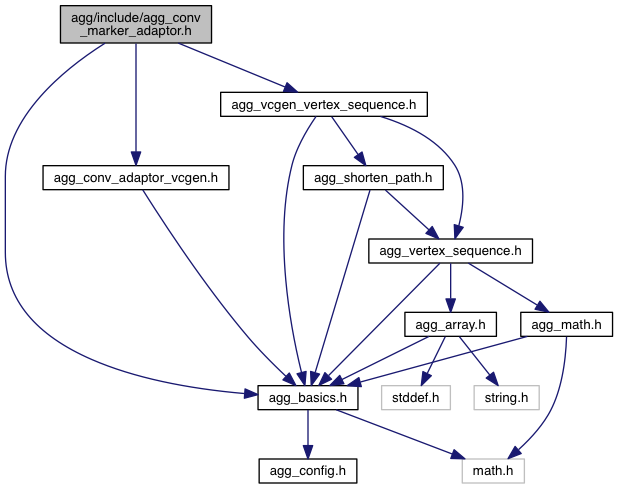 agg/include/agg_conv
_marker_adaptor.h
agg_vcgen_vertex_sequence.h
agg_conv_adaptor_vcgen.h
agg_shorten_path.h
agg_vertex_sequence.h
agg_array.h
agg_math.h
agg_basics.h
stddef.h
string.h
agg_config.h
math.h